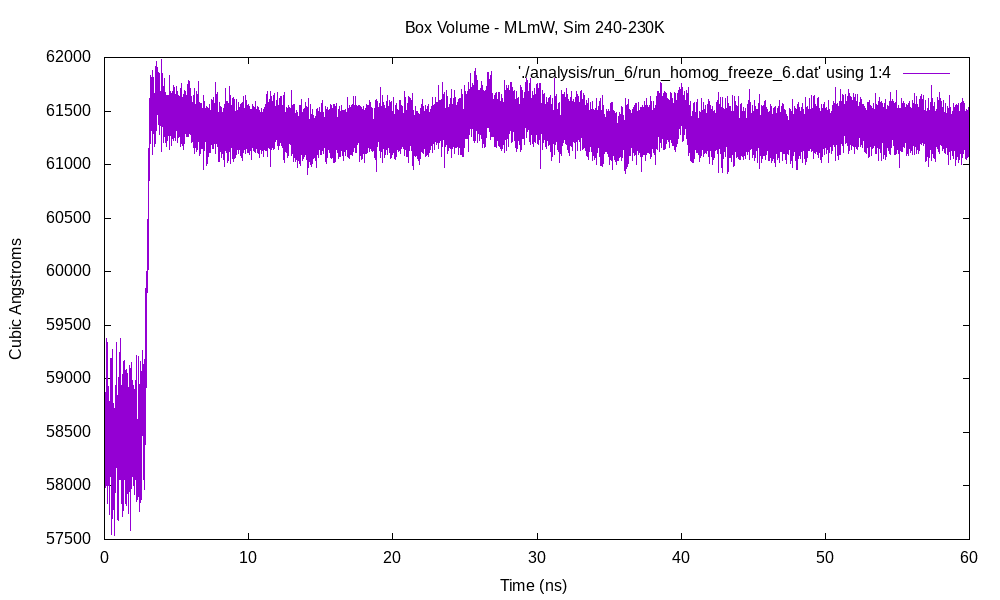 Box Volume - MLmW, Sim 240-230K
62000
'./analysis/run_6/run_homog_freeze_6.dat' using 1:4
61500
61000
60500
60000
59500
59000
58500
58000
57500
Cubic Angstroms
0 10 20 30 40 50 60
Time (ns)